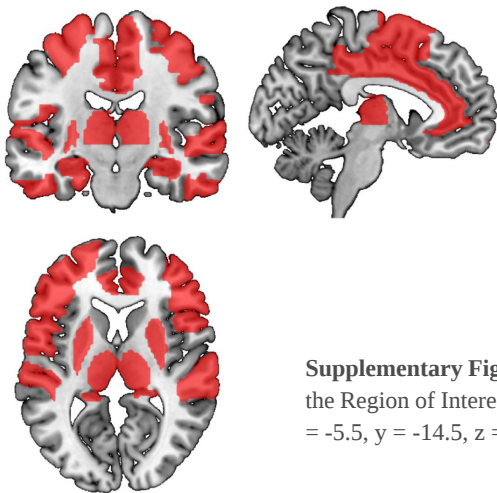 Supplementary Fig
the Region of Intere
= -5.5, y = -14.5, z =